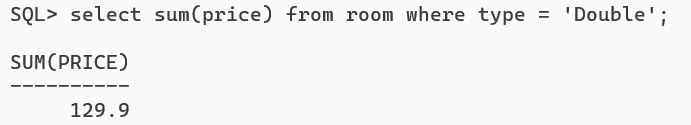 SQL> select sum(price) from room where type = 'Double';
SUM(PRICE)
----------
129.9